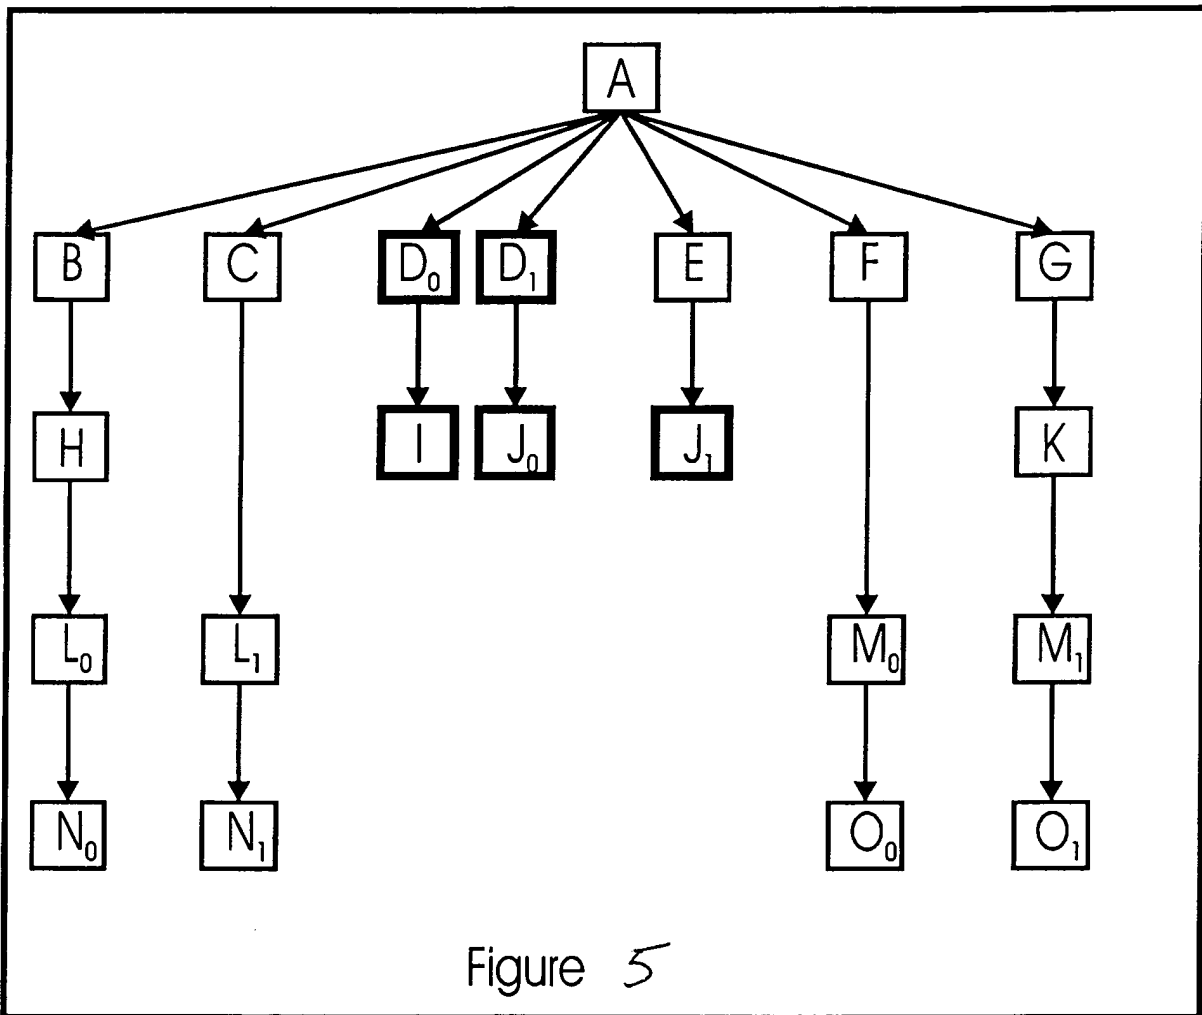 A
B C D₀ D₁ E F G
H I J₀ J₁ K
L₀ L₁ M₀ M₁
N₀ N₁ O₀ O₁
Figure 5